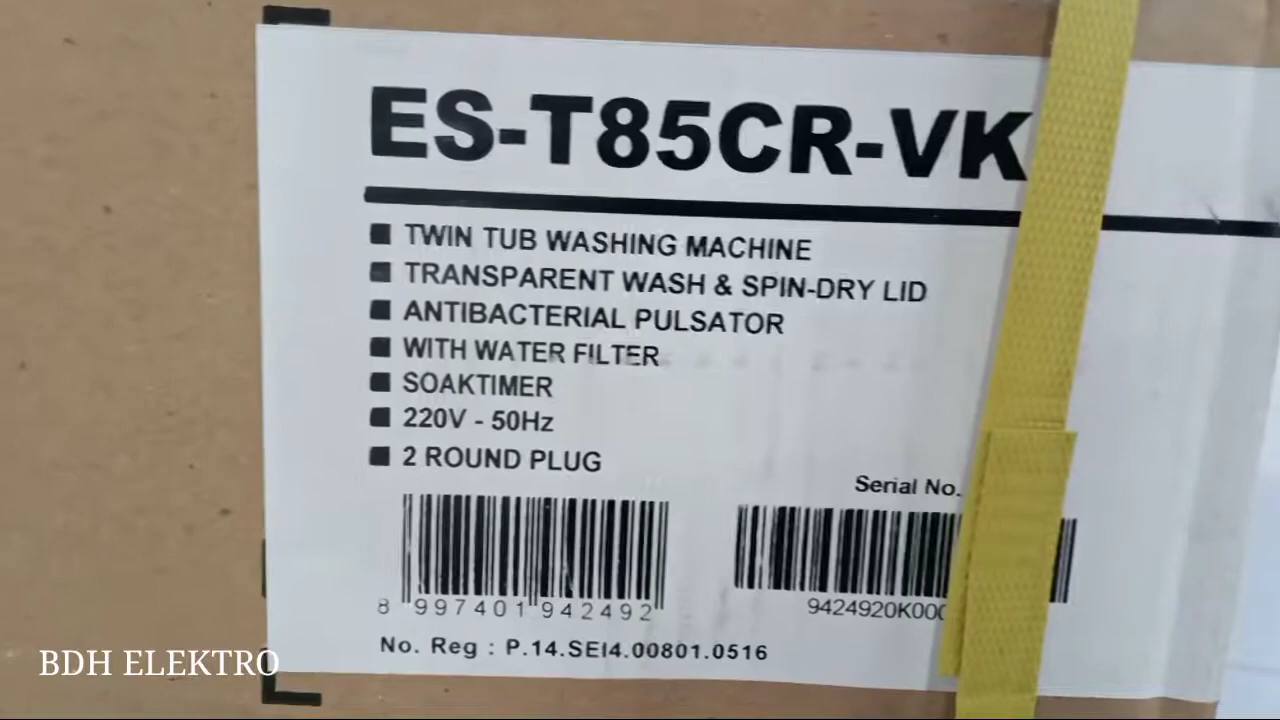 ES-T85CR-VK
TWIN TUB WASHING MACHINE
TRANSPARENT WASH & SPIN-DRY LID
ANTIBACTERIAL PULSATOR
WITH WATER FILTER
SOAKTIMER
220V - 50Hz
2 ROUND PLUG
Serial No.
8 997401 942492
9424920K000
No. Reg : P.14.SEI4.00801.0516
BDH ELEKTRO